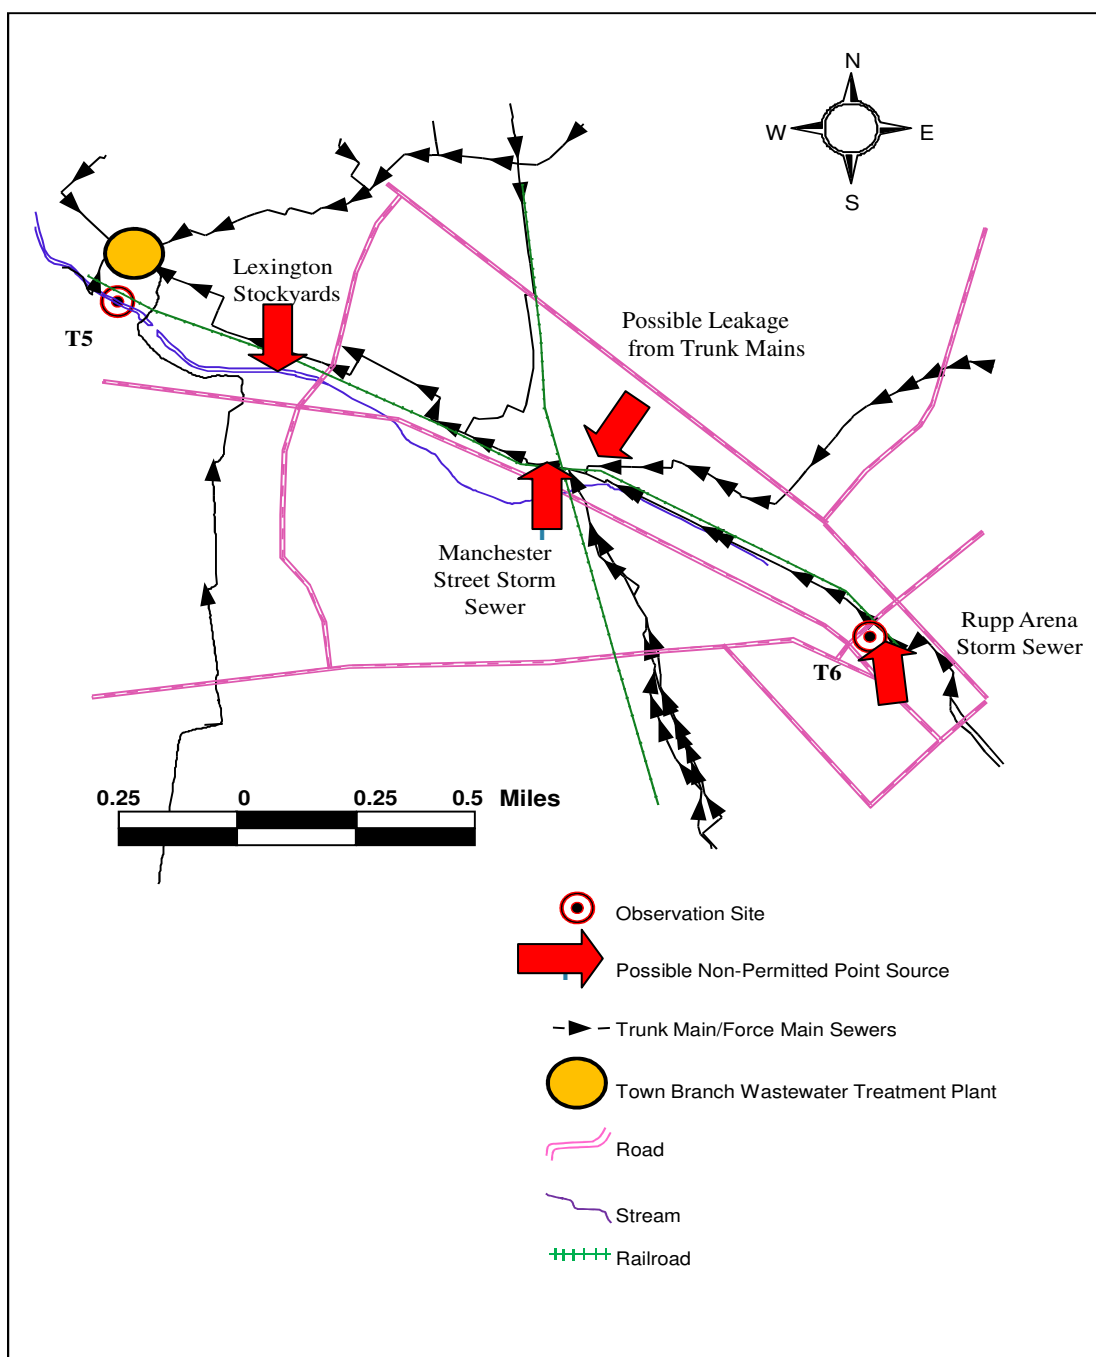 N
W
E
S
Lexington
Stockyards
T5
Possible Leakage
from Trunk Mains
Manchester
Street Storm
Sewer
Rupp Arena
Storm Sewer
T6
0.25 0 0.25 0.5 Miles
Observation Site
Possible Non-Permitted Point Source
Trunk Main/Force Main Sewers
Town Branch Wastewater Treatment Plant
Road
Stream
Railroad